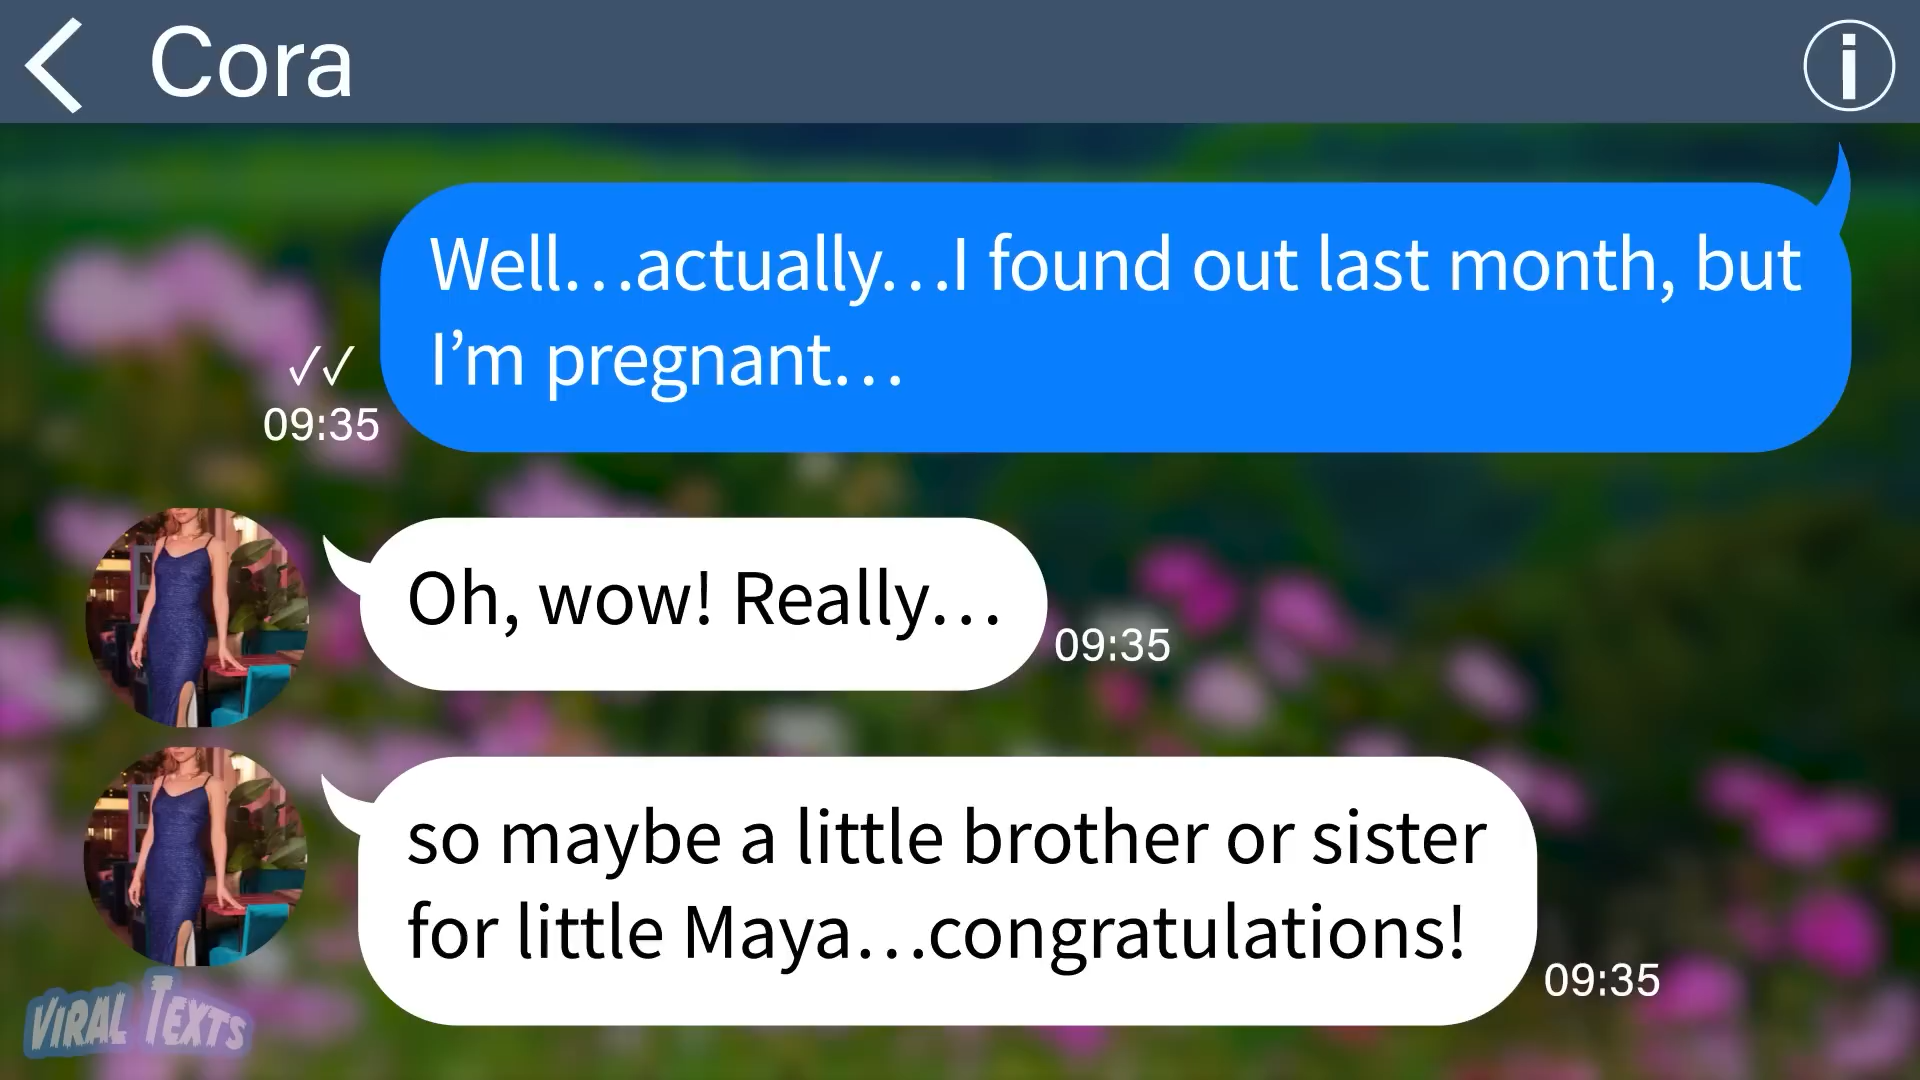 Cora
Well…actually…I found out last month, but
I’m pregnant…
09:35
Oh, wow! Really…
09:35
so maybe a little brother or sister
for little Maya…congratulations!
09:35
VIRAL TEXTS